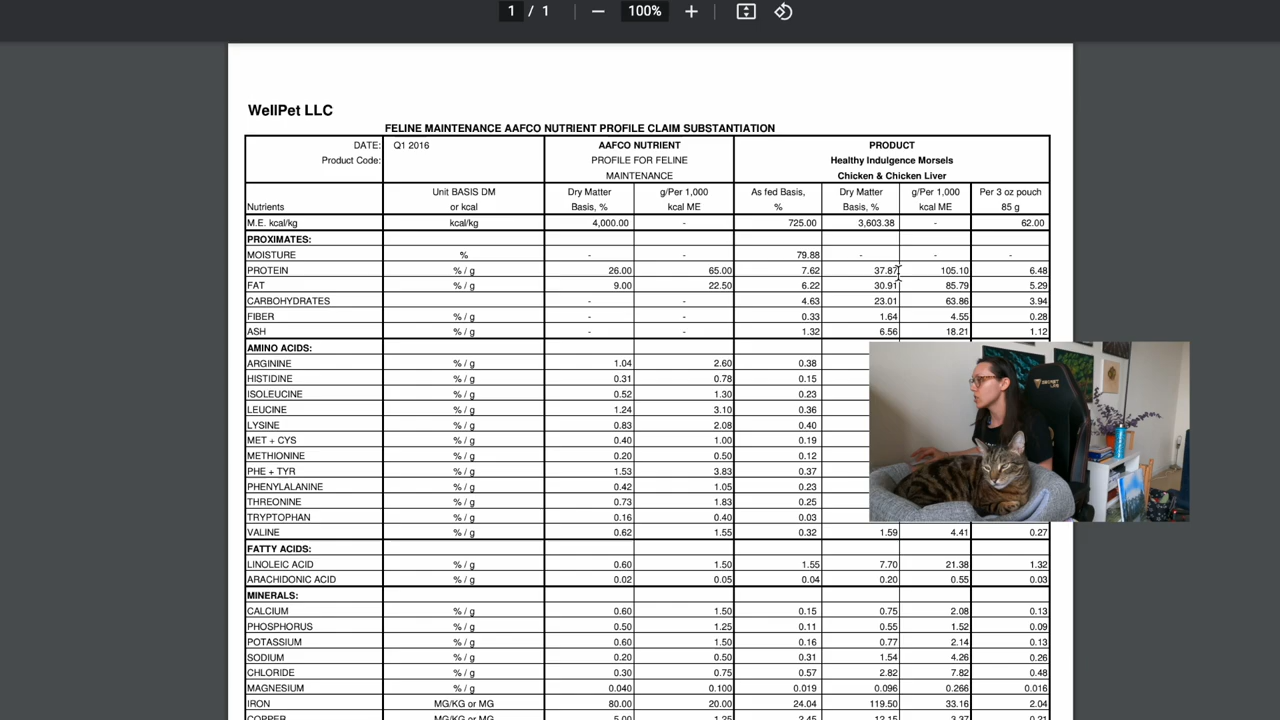 1 / 1 100%
WellPet LLC
FELINE MAINTENANCE AAFCO NUTRIENT PROFILE CLAIM SUBSTANTIATION
DATE: Q1 2016 AAFCO NUTRIENT PRODUCT
Product Code: PROFILE FOR FELINE Healthy Indulgence Morsels
MAINTENANCE Chicken & Chicken Liver
Unit BASIS DM Dry Matter g/Per 1,000 As fed Basis, Dry Matter g/Per 1,000 Per 3 oz pouch
Nutrients or kcal Basis, % kcal ME % Basis, % kcal ME 85 g
M.E. kcal/kg kcal/kg 4,000.00 - 725.00 3,603.38 - 62.00
PROXIMATES:
MOISTURE % - - 79.88 - - -
PROTEIN % / g 26.00 65.00 7.62 37.87 105.10 6.48
FAT % / g 9.00 22.50 6.22 30.91 85.79 5.29
CARBOHYDRATES - - 4.63 23.01 63.86 3.94
FIBER % / g - - 0.33 1.64 4.55 0.28
ASH % / g - - 1.32 6.56 18.21 1.12
AMINO ACIDS:
ARGININE % / g 1.04 2.60 0.38
HISTIDINE % / g 0.31 0.78 0.15
ISOLEUCINE % / g 0.52 1.30 0.23
LEUCINE % / g 1.24 3.10 0.36
LYSINE % / g 0.83 2.08 0.40
MET + CYS % / g 0.40 1.00 0.19
METHIONINE % / g 0.20 0.50 0.12
PHE + TYR % / g 1.53 3.83 0.37
PHENYLALANINE % / g 0.42 1.05 0.23
THREONINE % / g 0.73 1.83 0.25
TRYPTOPHAN % / g 0.16 0.40 0.03
VALINE % / g 0.62 1.55 0.32 1.59 4.41 0.27
FATTY ACIDS:
LINOLEIC ACID % / g 0.60 1.50 1.55 7.70 21.38 1.32
ARACHIDONIC ACID % / g 0.02 0.05 0.04 0.20 0.55 0.03
MINERALS:
CALCIUM % / g 0.60 1.50 0.15 0.75 2.08 0.13
PHOSPHORUS % / g 0.50 1.25 0.11 0.55 1.52 0.09
POTASSIUM % / g 0.60 1.50 0.16 0.77 2.14 0.13
SODIUM % / g 0.20 0.50 0.31 1.54 4.26 0.26
CHLORIDE % / g 0.30 0.75 0.57 2.82 7.82 0.48
MAGNESIUM % / g 0.040 0.100 0.019 0.096 0.266 0.016
IRON MG/KG or MG 80.00 20.00 24.04 119.50 33.16 2.04
COPPER MG/KG or MG 5.00 1.25 2.45 12.15 3.37 0.21
SECRETLAB